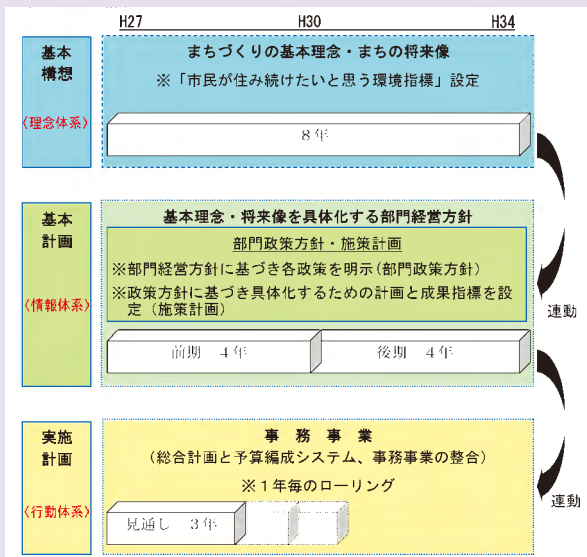 H27 H30 H34
基本
構想
〈理念体系〉
まちづくりの基本理念・まちの将来像
※「市民が住み続けたいと思う環境指標」設定
8年
基本
計画
〈情報体系〉
基本理念・将来像を具体化する部門経営方針
部門政策方針・施策計画
※部門経営方針に基づき各政策を明示(部門政策方針)
※政策方針に基づき具体化するための計画と成果指標を設
定（施策計画）
前期 4年
後期 4年
連動
実施
計画
〈行動体系〉
事務事業
(総合計画と予算編成システム、事務事業の整合)
※1年毎のローリング
見通し 3年
連動